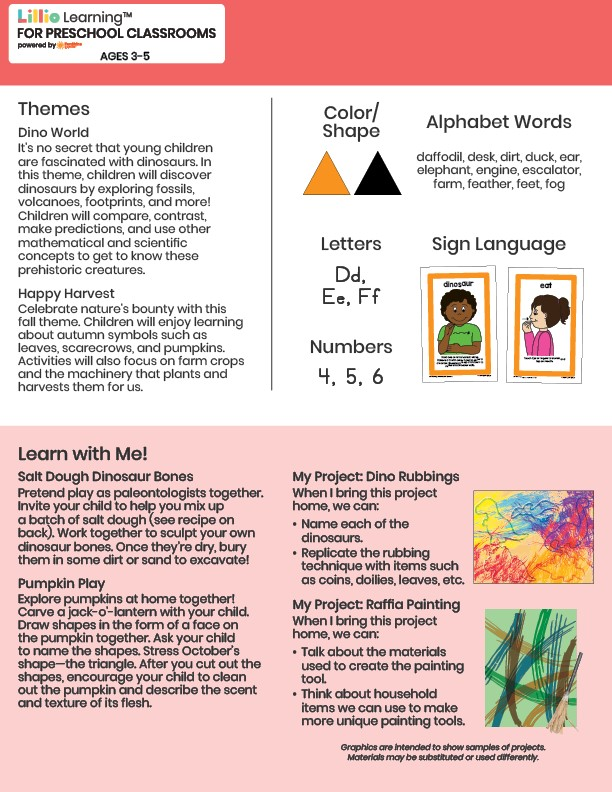 Lillio Learning™
FOR PRESCHOOL CLASSROOMS
powered by
AGES 3-5
Themes
Dino World
It's no secret that young children
are fascinated with dinosaurs. In
this theme, children will discover
dinosaurs by exploring fossils,
volcanoes, footprints, and more!
Children will compare, contrast,
make predictions, and use other
mathematical and scientific
concepts to get to know these
prehistoric creatures.
Happy Harvest
Celebrate nature's bounty with this
fall theme. Children will enjoy learning
about autumn symbols such as
leaves, scarecrows, and pumpkins.
Activities will also focus on farm crops
and the machinery that plants and
harvests them for us.
Color/
Shape
Alphabet Words
daffodil, desk, dirt, duck, ear,
elephant, engine, escalator,
farm, feather, feet, fog
Letters
Dd,
Ee, Ff
Sign Language
dinosaur
eat
Numbers
4, 5, 6
Learn with Me!
Salt Dough Dinosaur Bones
Pretend play as paleontologists together.
Invite your child to help you mix up
a batch of salt dough (see recipe on
back). Work together to sculpt your own
dinosaur bones. Once they're dry, bury
them in some dirt or sand to excavate!
Pumpkin Play
Explore pumpkins at home together!
Carve a jack-o'-lantern with your child.
Draw shapes in the form of a face on
the pumpkin together. Ask your child
to name the shapes. Stress October's
shape—the triangle. After you cut out the
shapes, encourage your child to clean
out the pumpkin and describe the scent
and texture of its flesh.
My Project: Dino Rubbings
When I bring this project
home, we can:
• Name each of the
dinosaurs.
• Replicate the rubbing
technique with items such
as coins, doilies, leaves, etc.
My Project: Raffia Painting
When I bring this project
home, we can:
• Talk about the materials
used to create the painting
tool.
• Think about household
items we can use to make
more unique painting tools.
Graphics are intended to show samples of projects.
Materials may be substituted or used differently.